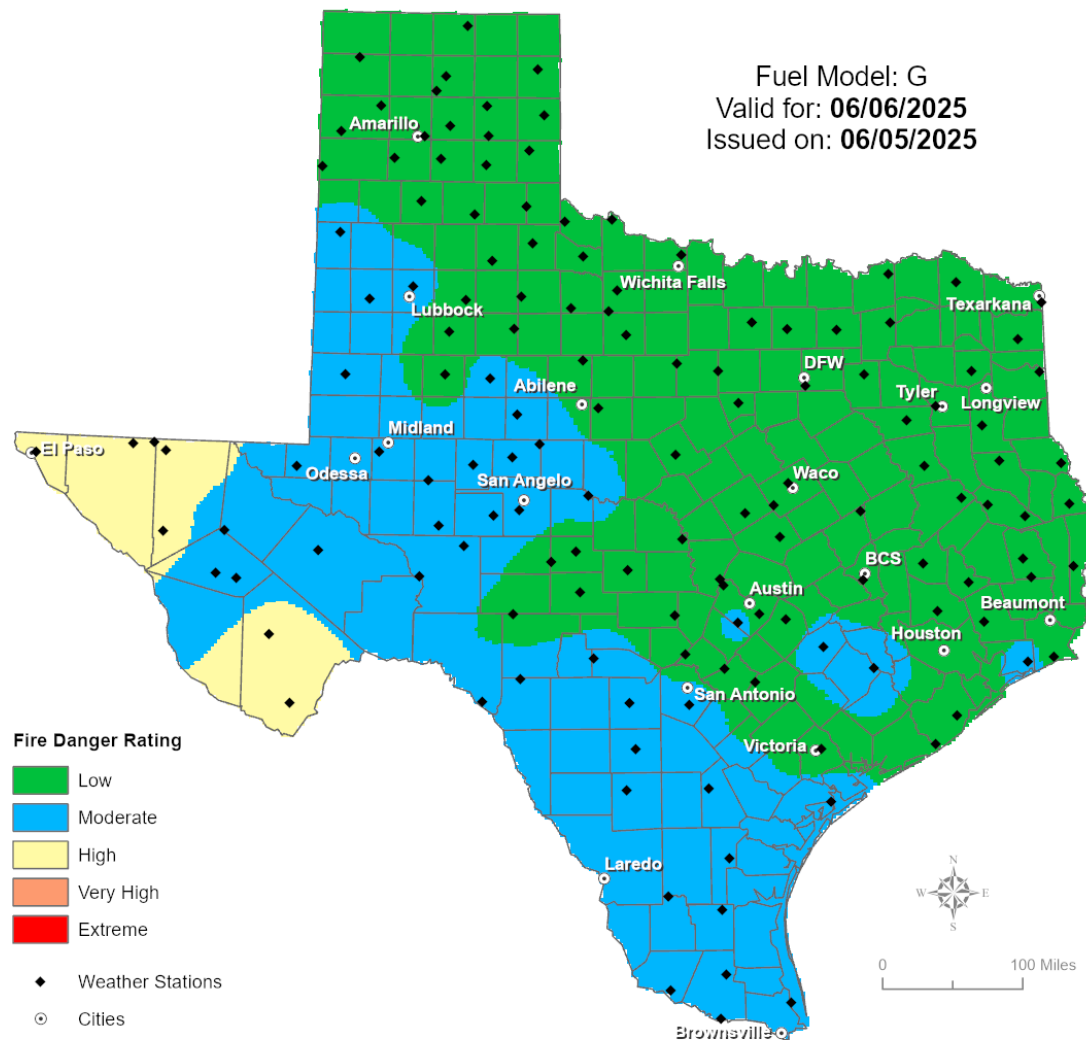 Fuel Model: G
Valid for: 06/06/2025
Issued on: 06/05/2025
Amarillo
Wichita Falls
Lubbock
Texarkana
DFW
Abilene
Tyler
Longview
Midland
El Paso
Odessa
San Angelo
Waco
BCS
Austin
Beaumont
Houston
San Antonio
Victoria
Laredo
Brownsville
Fire Danger Rating
Low
Moderate
High
Very High
Extreme
Weather Stations
Cities
N
W E
S
0 100 Miles